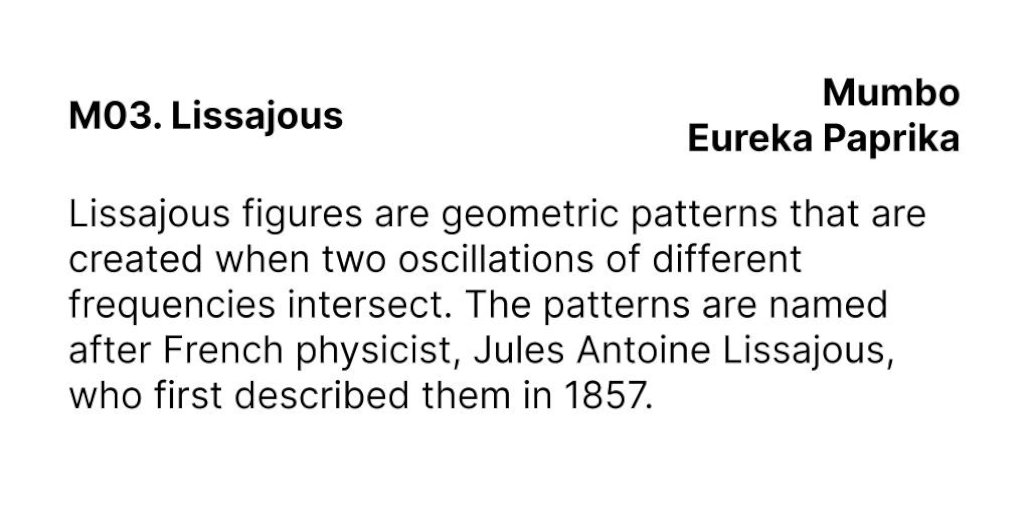 M03. Lissajous
Mumbo
Eureka Paprika
Lissajous figures are geometric patterns that are
created when two oscillations of different
frequencies intersect. The patterns are named
after French physicist, Jules Antoine Lissajous,
who first described them in 1857.